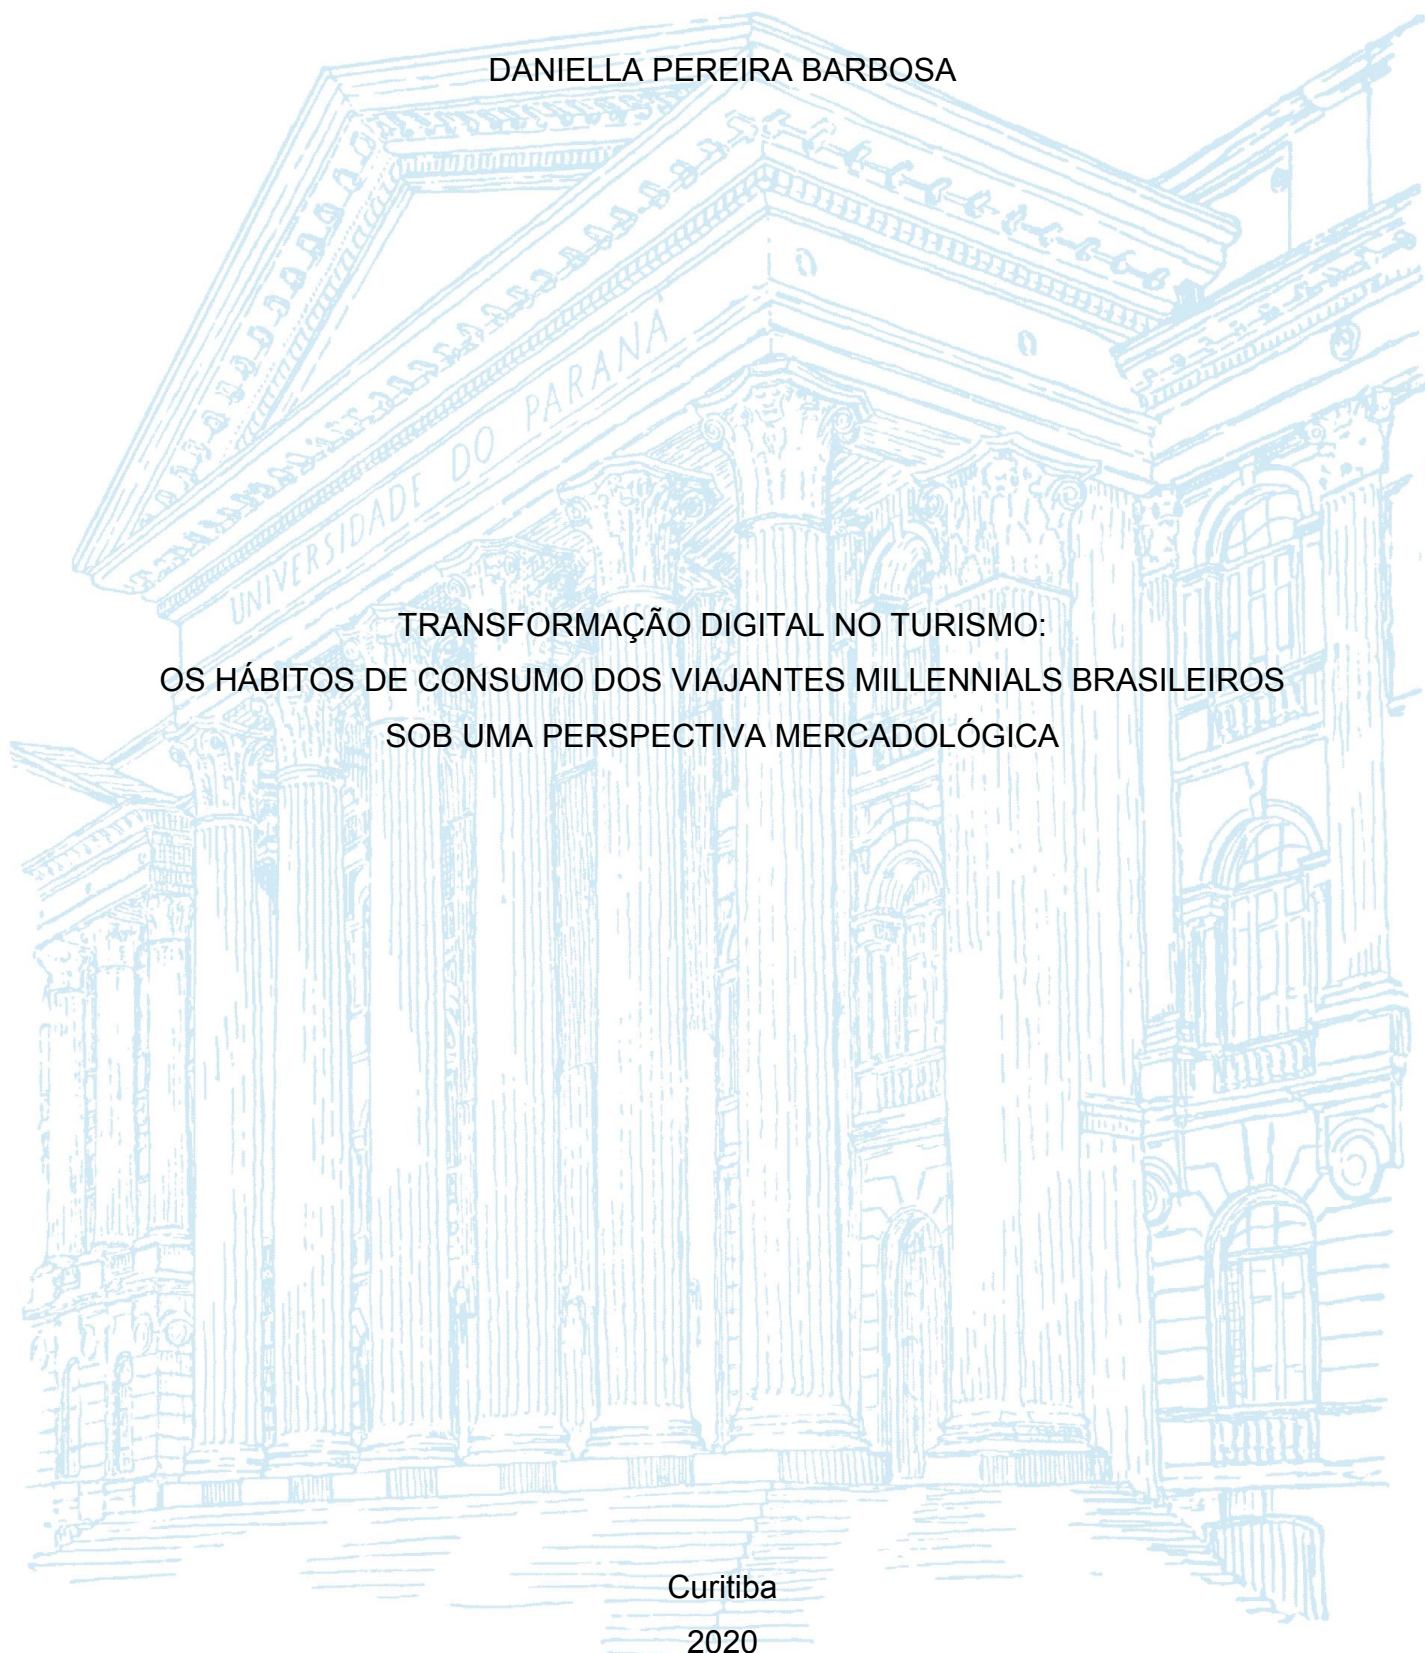 DANIELLA PEREIRA BARBOSA
UNIVERSIDADE DO PARANÁ
TRANSFORMAÇÃO DIGITAL NO TURISMO:
OS HÁBITOS DE CONSUMO DOS VIAJANTES MILLENNIALS BRASILEIROS
SOB UMA PERSPECTIVA MERCADOLÓGICA
Curitiba
2020